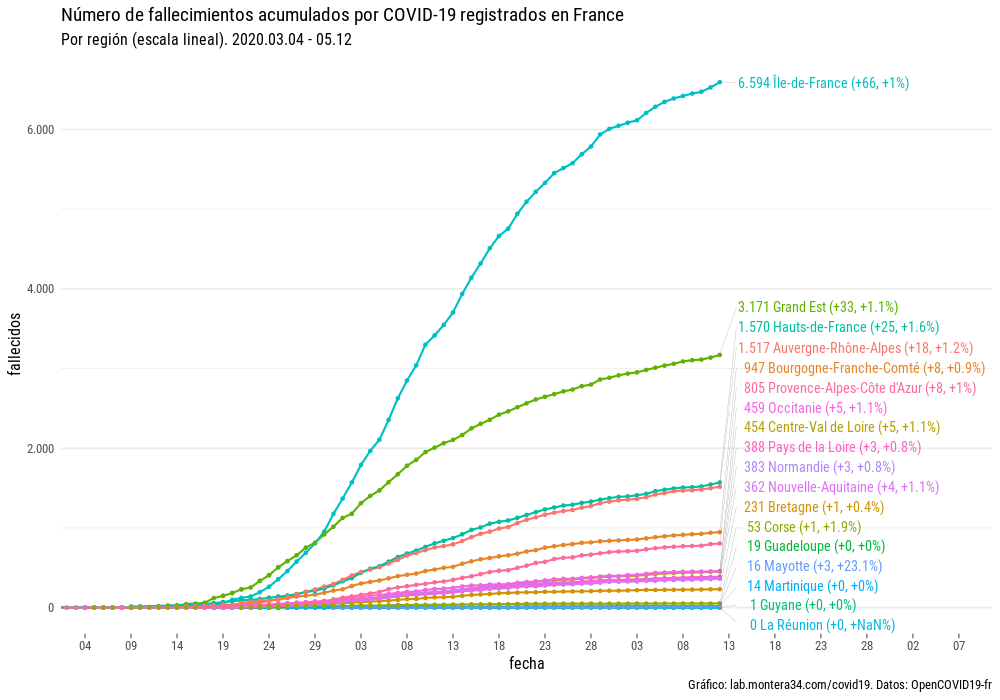 Número de fallecimientos acumulados por COVID-19 registrados en France
Por región (escala lineal). 2020.03.04 - 05.12
6.594 Île-de-France (+66, +1%)
6.000
4.000
3.171 Grand Est (+33, +1.1%)
1.570 Hauts-de-France (+25, +1.6%)
1.517 Auvergne-Rhône-Alpes (+18, +1.2%)
947 Bourgogne-Franche-Comté (+8, +0.9%)
805 Provence-Alpes-Côte d'Azur (+8, +1%)
459 Occitanie (+5, +1.1%)
454 Centre-Val de Loire (+5, +1.1%)
2.000
388 Pays de la Loire (+3, +0.8%)
383 Normandie (+3, +0.8%)
362 Nouvelle-Aquitaine (+4, +1.1%)
231 Bretagne (+1, +0.4%)
53 Corse (+1, +1.9%)
19 Guadeloupe (+0, +0%)
16 Mayotte (+3, +23.1%)
14 Martinique (+0, +0%)
1 Guyane (+0, +0%)
0
0 La Réunion (+0, +NaN%)
fallecidos
04 09 14 19 24 29 03 08 13 18 23 28 03 08 13 18 23 28 02 07
fecha
Gráfico: lab.montera34.com/covid19. Datos: OpenCOVID19-fr